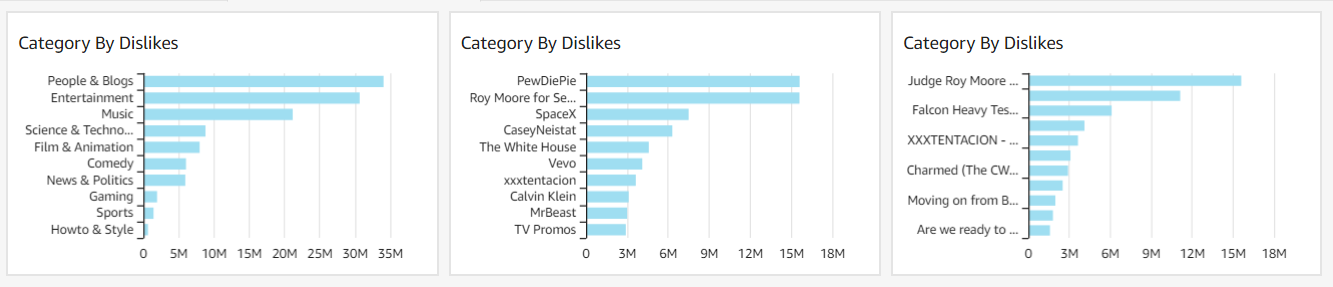 Category By Dislikes
People & Blogs
Entertainment
Music
Science & Techno...
Film & Animation
Comedy
News & Politics
Gaming
Sports
Howto & Style
0 5M 10M 15M 20M 25M 30M 35M
Category By Dislikes
PewDiePie
Roy Moore for Se...
SpaceX
CaseyNeistat
The White House
Vevo
xxxtentacion
Calvin Klein
MrBeast
TV Promos
0 3M 6M 9M 12M 15M 18M
Category By Dislikes
Judge Roy Moore ...
Falcon Heavy Tes...
XXXTENTACION - ...
Charmed (The CW...
Moving on from B...
Are we ready to ...
0 3M 6M 9M 12M 15M 18M